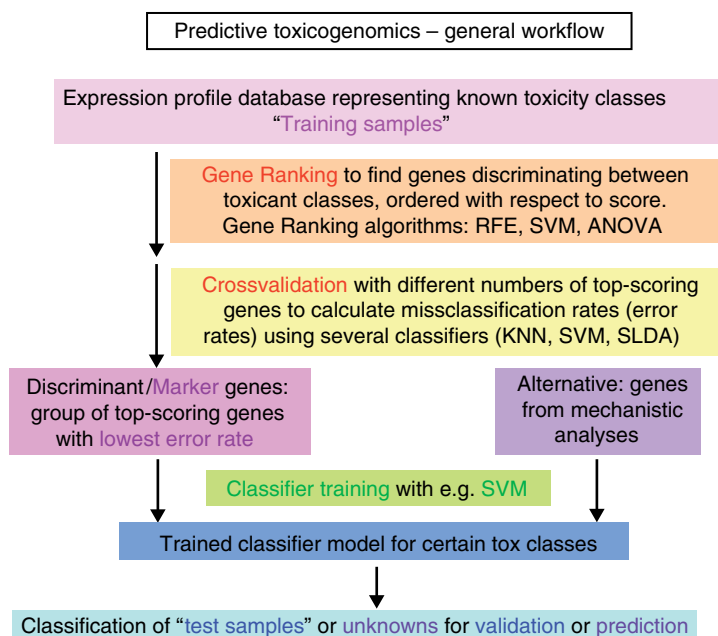 Predictive toxicogenomics – general workflow
Expression profile database representing known toxicity classes
“Training samples”
Gene Ranking to find genes discriminating between
toxicant classes, ordered with respect to score.
Gene Ranking algorithms: RFE, SVM, ANOVA
Crossvalidation with different numbers of top-scoring
genes to calculate missclassification rates (error
rates) using several classifiers (KNN, SVM, SLDA)
Discriminant/Marker genes:
group of top-scoring genes
with lowest error rate
Alternative: genes
from mechanistic
analyses
Classifier training with e.g. SVM
Trained classifier model for certain tox classes
Classification of “test samples” or unknowns for validation or prediction